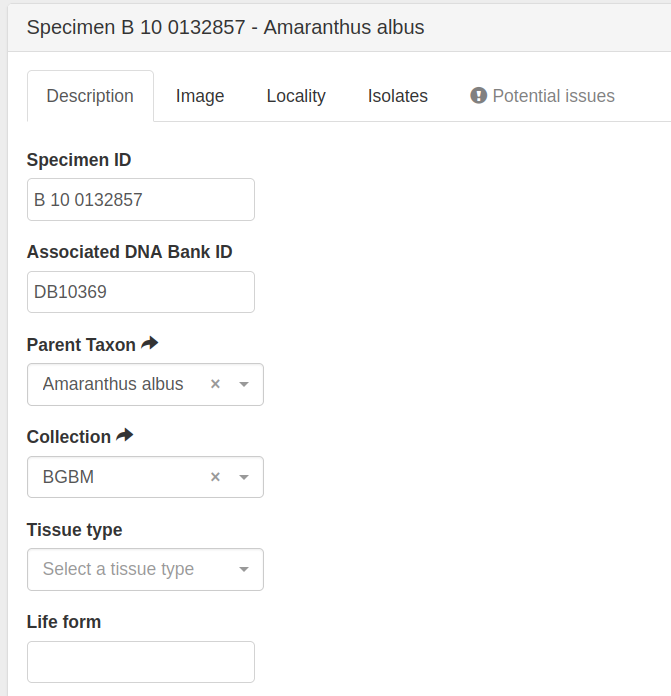 Specimen B 10 0132857 - Amaranthus albus
Description Image Locality Isolates Potential issues
Specimen ID
B 10 0132857
Associated DNA Bank ID
DB10369
Parent Taxon
Amaranthus albus ×
Collection
BGBM ×
Tissue type
Select a tissue type
Life form